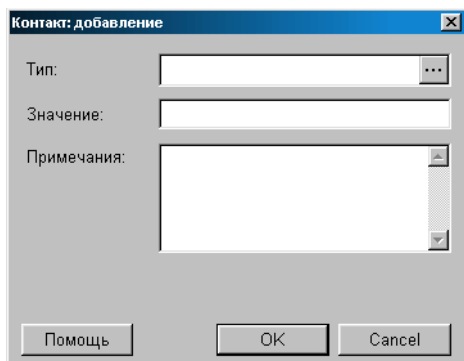 Контакт: добавление
Тип:
...
Значение:
Примечания:
Помощь
OK
Cancel